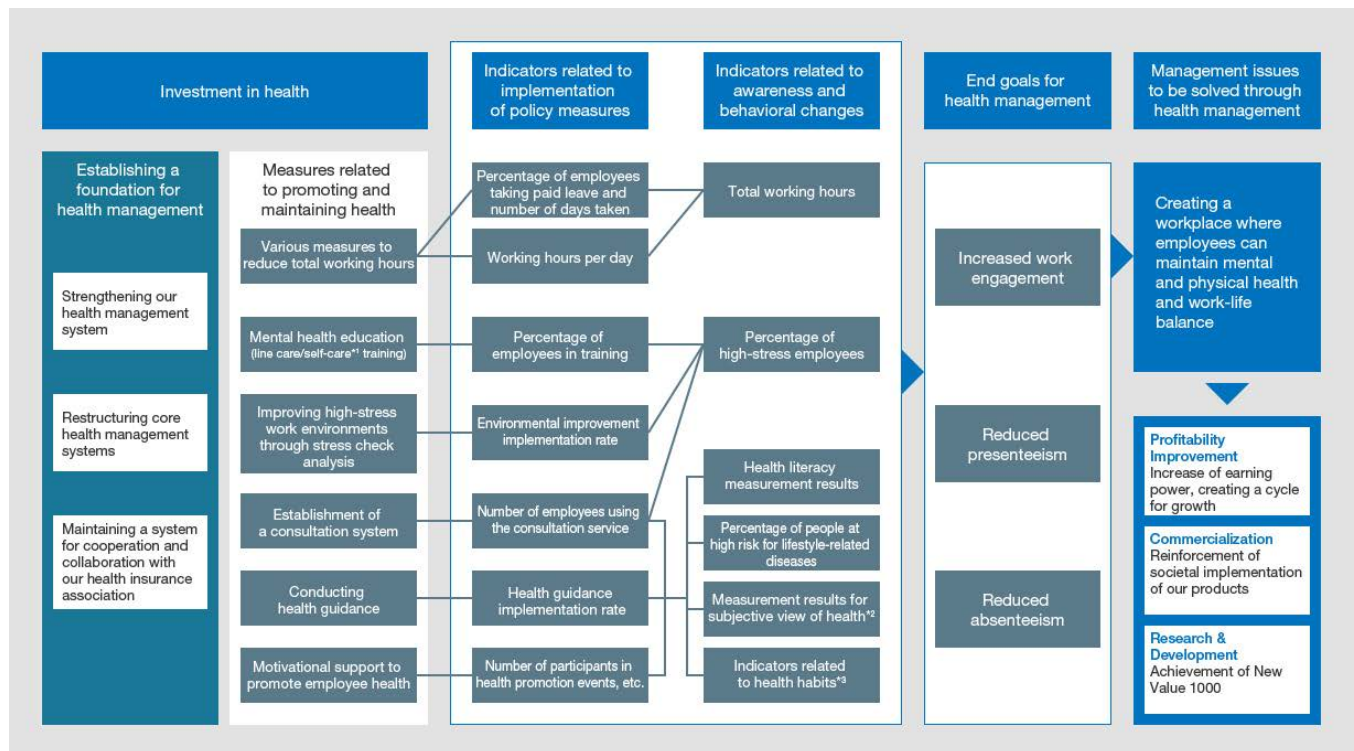 Investment in health
Indicators related to
implementation
of policy measures
Indicators related to
awareness and
behavioral changes
End goals for
health management
Management issues
to be solved through
health management
Establishing a
foundation for
health management
Strengthening our
health management
system
Restructuring core
health management
systems
Maintaining a system
for cooperation and
collaboration with
our health insurance
association
Measures related
to promoting and
maintaining health
Various measures to
reduce total working hours
Mental health education
(line care/self-care*1 training)
Improving high-stress
work environments
through stress check
analysis
Establishment of
a consultation system
Conducting
health guidance
Motivational support to
promote employee health
Percentage of employees
taking paid leave and
number of days taken
Working hours per day
Percentage of
employees in training
Environmental improvement
implementation rate
Number of employees using
the consultation service
Health guidance
implementation rate
Number of participants in
health promotion events, etc.
Total working hours
Percentage of
high-stress employees
Health literacy
measurement results
Percentage of people at
high risk for lifestyle-related
diseases
Measurement results for
subjective view of health*2
Indicators related
to health habits*3
Increased work
engagement
Reduced
presenteeism
Reduced
absenteeism
Creating a
workplace where
employees can
maintain mental
and physical health
and work-life
balance
Profitability
Improvement
Increase of earning
power, creating a cycle
for growth
Commercialization
Reinforcement of
societal implementation
of our products
Research &
Development
Achievement of New
Value 1000